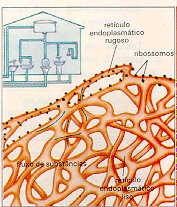 retículo
endoplasmático
rugoso
ribossomos
fluxo de substâncias
retículo
endoplasmático
liso